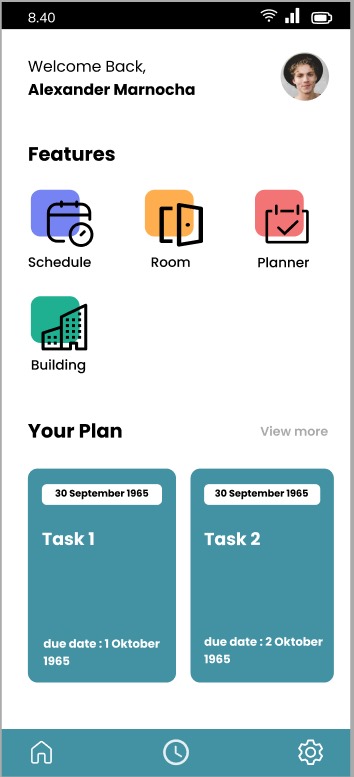 8.40
Welcome Back,
Alexander Marnocha
Features
Schedule
Room
Planner
Building
Your Plan
View more
30 September 1965
30 September 1965
Task 1
Task 2
due date : 1 Oktober
1965
due date : 2 Oktober
1965